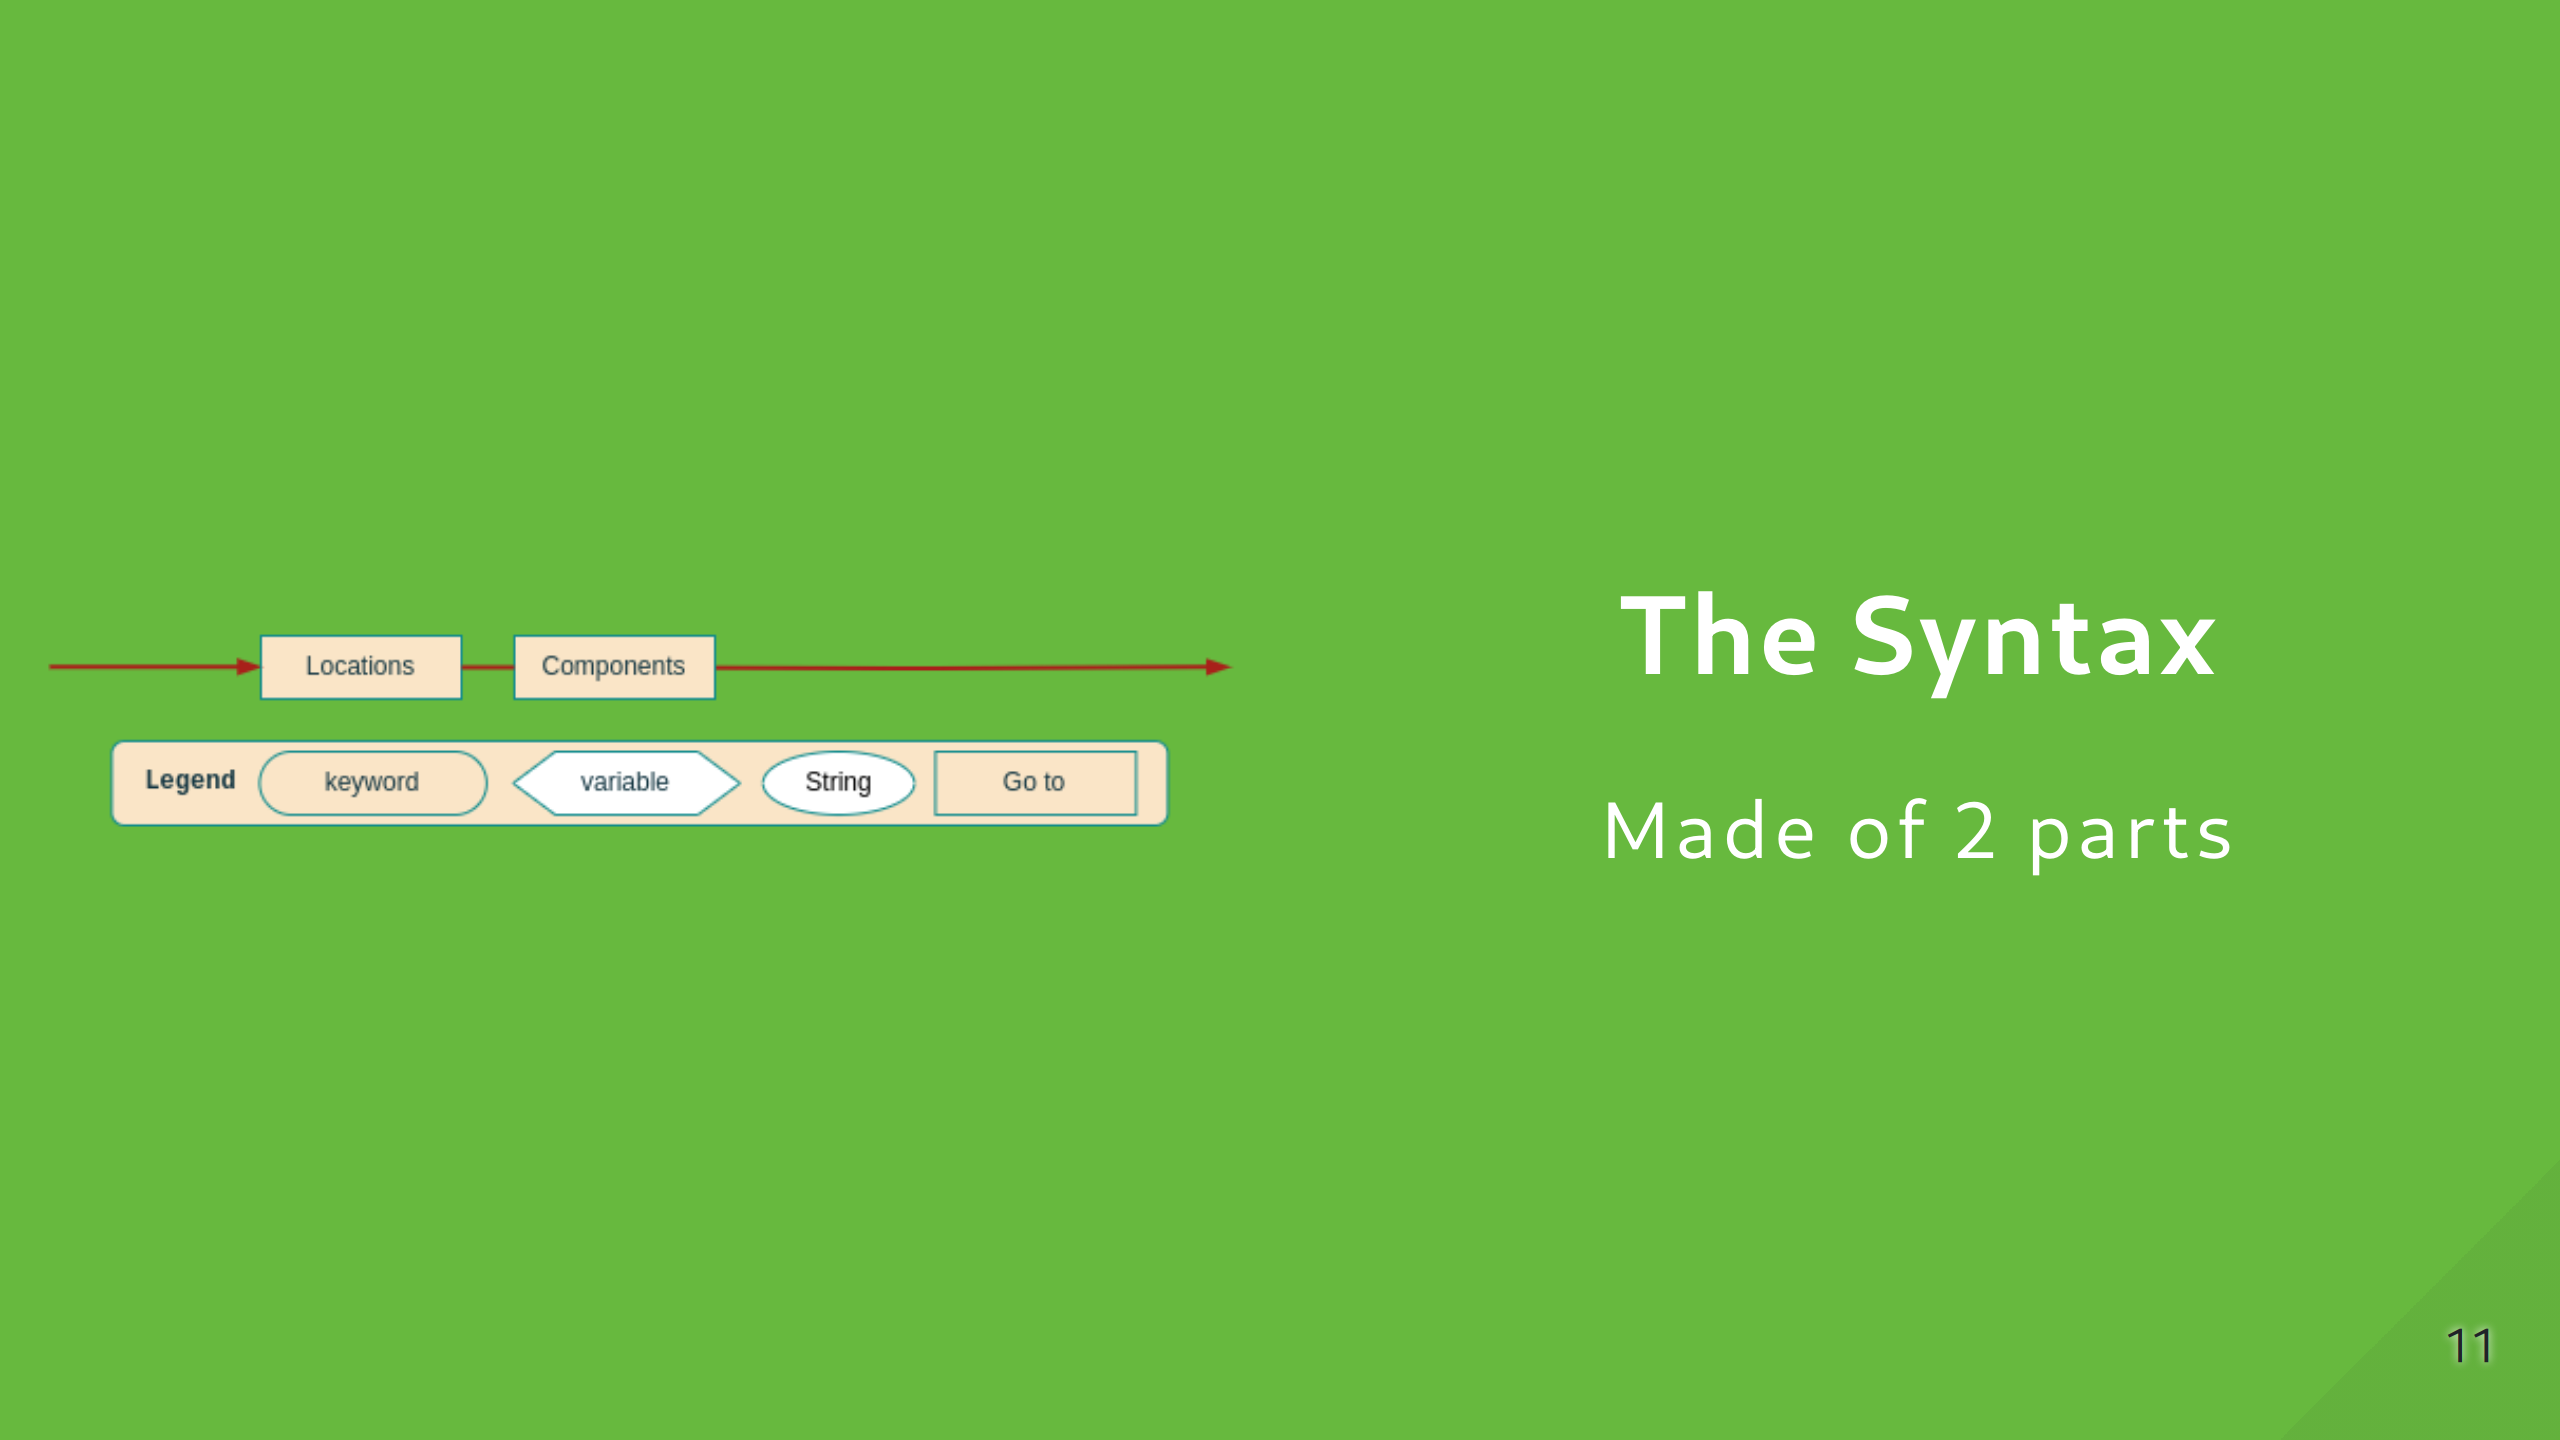 Locations Components
Legend keyword variable String Go to
The Syntax
Made of 2 parts
11